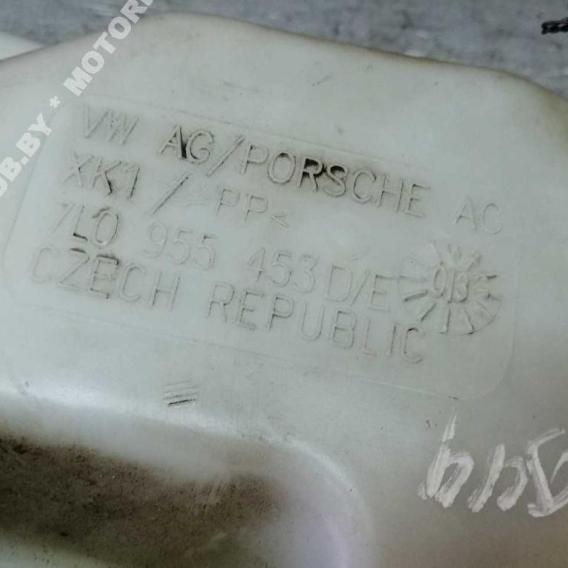 VW AG/PORSCHE AG
XK1 / >PP<
7L0 955 453 D/E
CZECH REPUBLIC